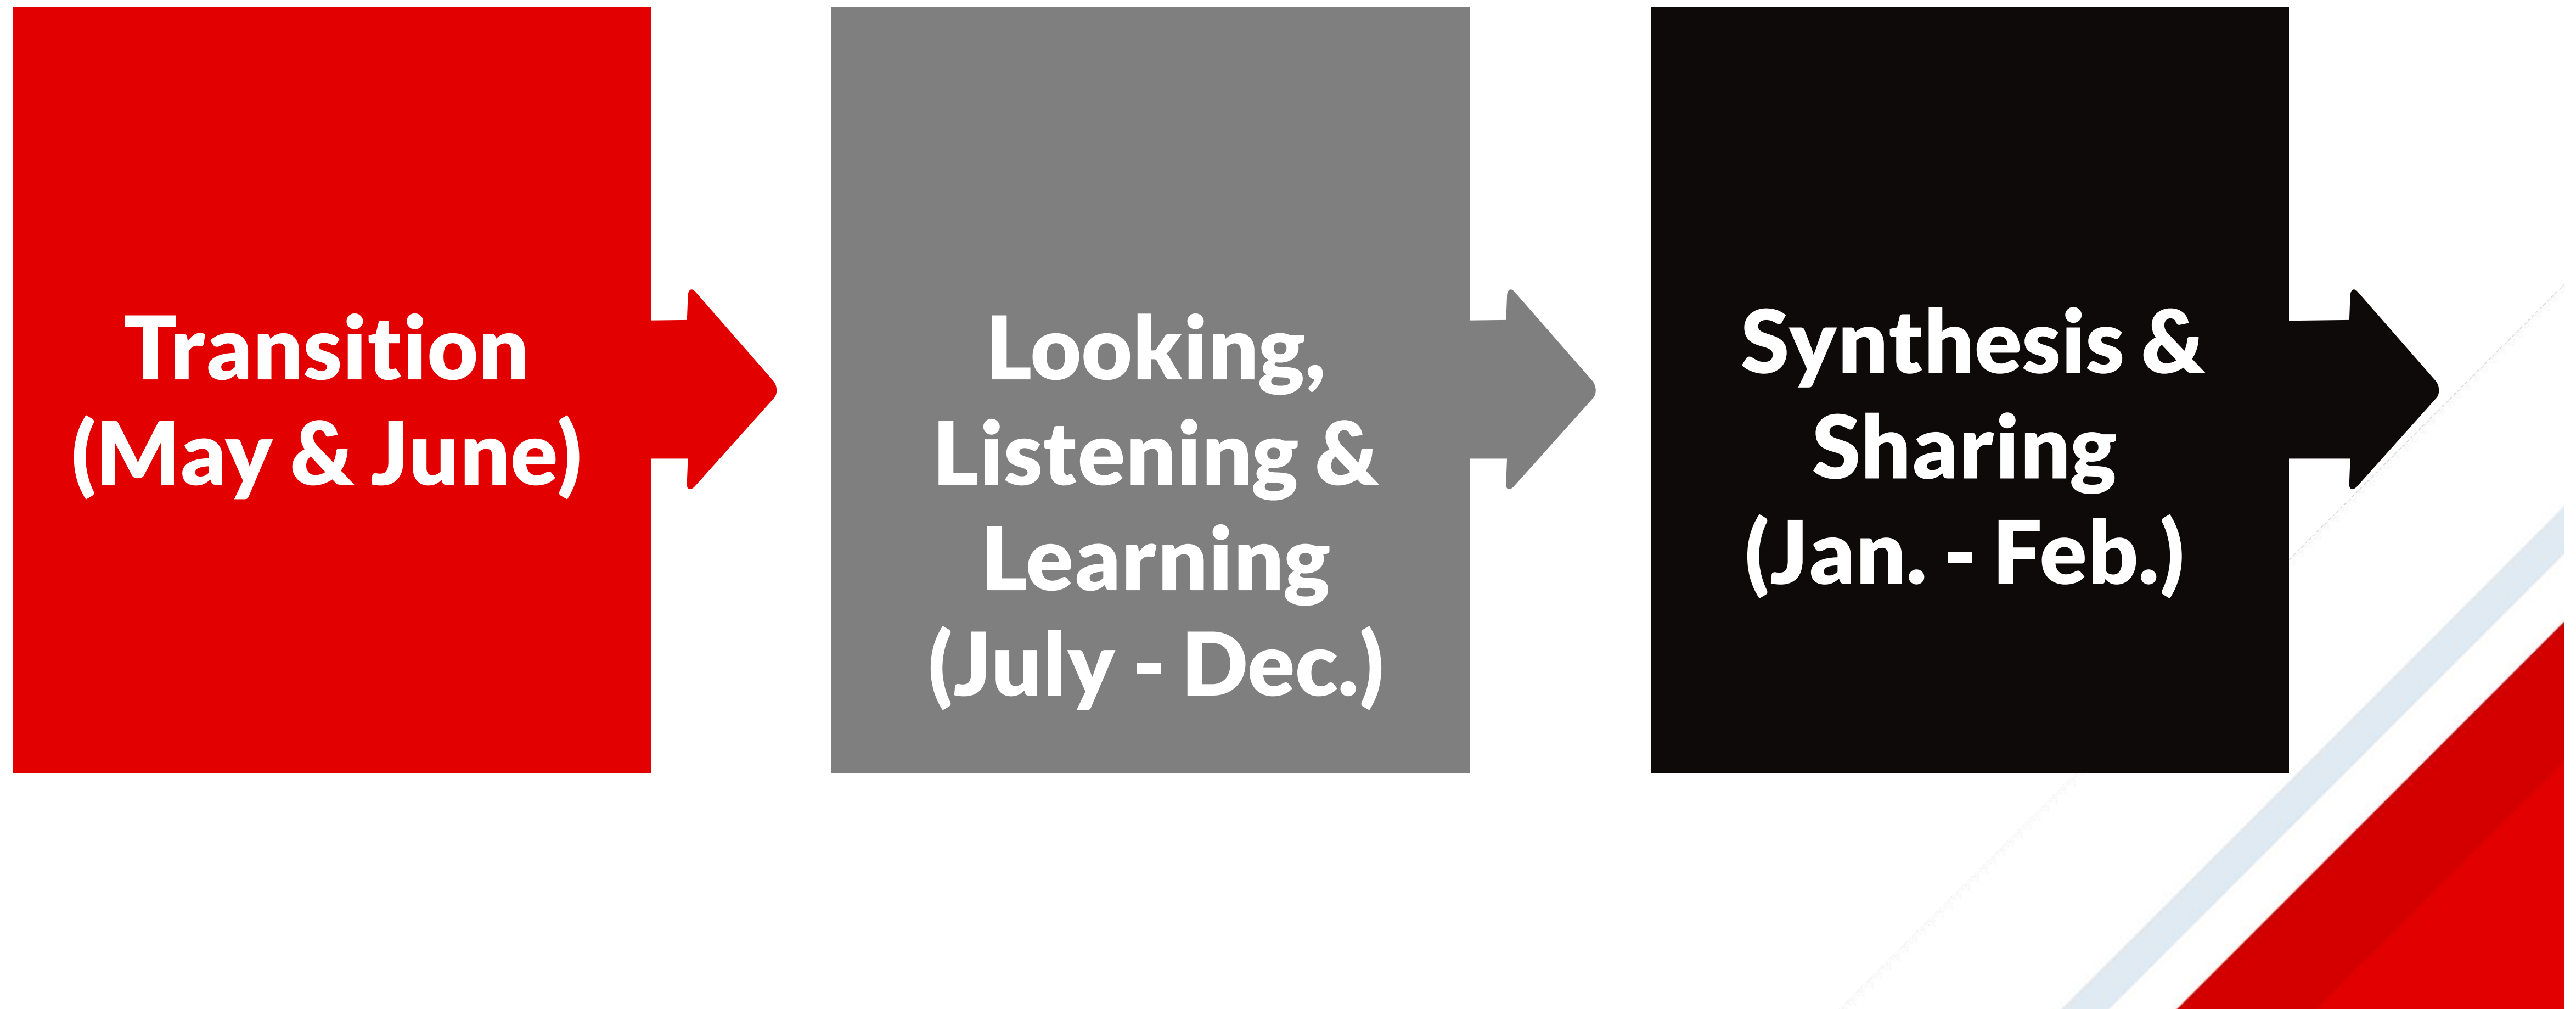 Transition
(May & June)
Looking,
Listening &
Learning
(July - Dec.)
Synthesis &
Sharing
(Jan. - Feb.)